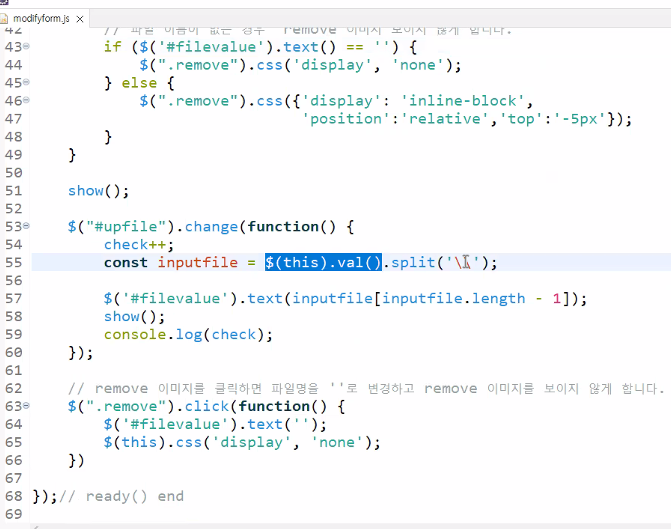 modifyform.js
42 // 파일 이름이 없는 경우 remove 이미지 보이지 않게 합니다.
43 if ($('#filevalue').text() == '') {
44 $(".remove").css('display', 'none');
45 } else {
46 $(".remove").css({'display': 'inline-block',
47 'position':'relative','top':'-5px'});
48 }
49 }
50
51 show();
52
53 $("#upfile").change(function() {
54 check++;
55 const inputfile = $(this).val().split('\\');
56
57 $('#filevalue').text(inputfile[inputfile.length - 1]);
58 show();
59 console.log(check);
60 });
61
62 // remove 이미지를 클릭하면 파일명을 ''로 변경하고 remove 이미지를 보이지 않게 합니다.
63 $(".remove").click(function() {
64 $('#filevalue').text('');
65 $(this).css('display', 'none');
66 })
67
68 });// ready() end
69